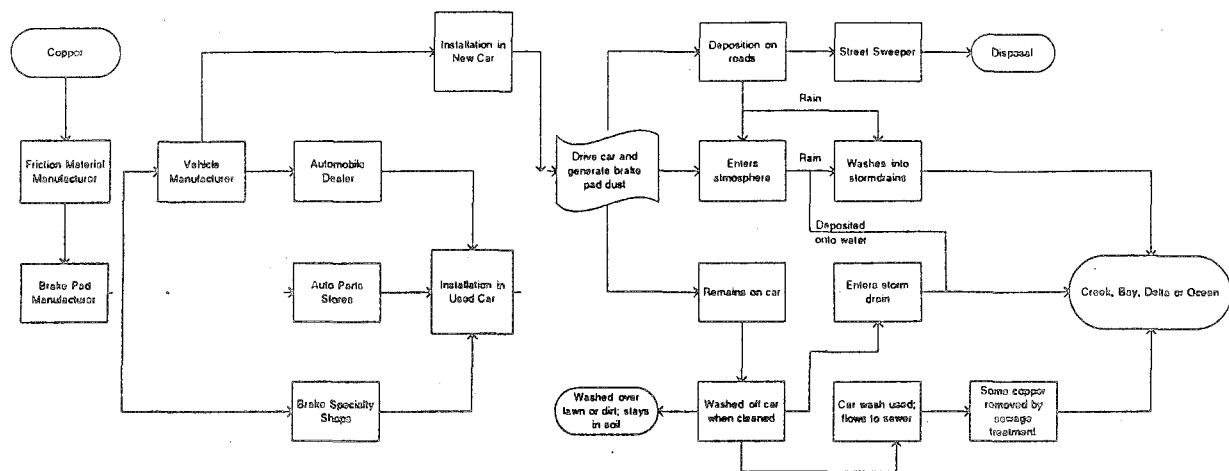 Copper
Friction Material
Manufacturor
Brake Pad
Manufacturor
Vehicle
Manufacturor
Automobile
Dealer
Auto Parts
Stores
Brake Specialty
Shops
Installation in
New Car
Installation in
Used Car
Drive car and
generate brake
pad dust
Deposition on
roads
Street Sweeper
Disposal
Rain
Enters
atmosphere
Rain
Washes into
stormdrains
Deposited
onto water
Remains on car
Enters storm
drain
Creek, Bay, Delta or Ocean
Washed over
lawn or dirt; stays
in soil
Washed off car
when cleaned
Car wash used;
flows to sewer
Some copper
removed by
sewage
treatment